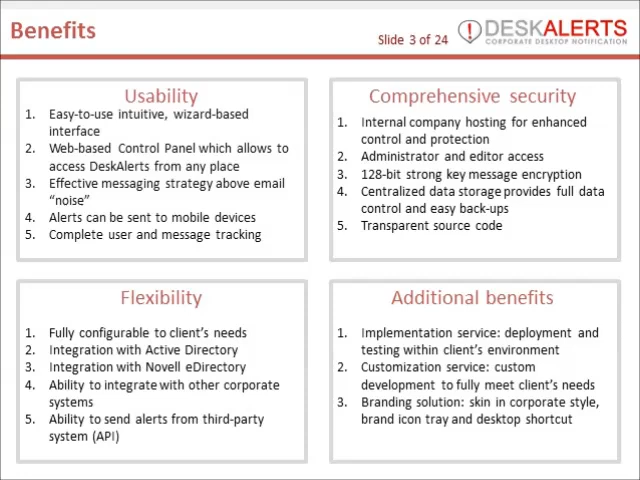 Benefits
Slide 3 of 24
DESKALERTS
CORPORATE DESKTOP NOTIFICATION
Usability
1. Easy-to-use intuitive, wizard-based
interface
2. Web-based Control Panel which allows to
access DeskAlerts from any place
3. Effective messaging strategy above email
“noise”
4. Alerts can be sent to mobile devices
5. Complete user and message tracking
Comprehensive security
1. Internal company hosting for enhanced
control and protection
2. Administrator and editor access
3. 128-bit strong key message encryption
4. Centralized data storage provides full data
control and easy back-ups
5. Transparent source code
Flexibility
1. Fully configurable to client’s needs
2. Integration with Active Directory
3. Integration with Novell eDirectory
4. Ability to integrate with other corporate
systems
5. Ability to send alerts from third-party
system (API)
Additional benefits
1. Implementation service: deployment and
testing within client’s environment
2. Customization service: custom
development to fully meet client’s needs
3. Branding solution: skin in corporate style,
brand icon tray and desktop shortcut